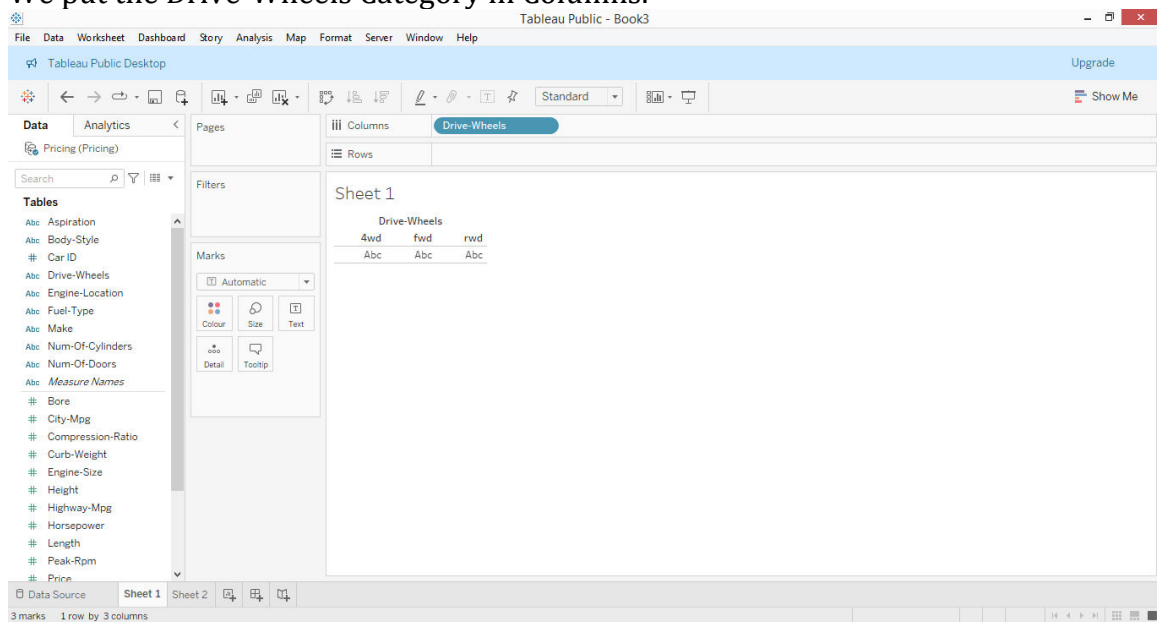 We put the Drive-Wheels Category in Columns.
Tableau Public - Book3
File Data Worksheet Dashboard Story Analysis Map Format Server Window Help
Tableau Public Desktop Upgrade
Standard Show Me
Data Analytics Pages Columns Drive-Wheels
Pricing (Pricing)
Rows
Search Filters
Sheet 1
Tables
Drive-Wheels
Abc Aspiration
4wd fwd rwd
Abc Body-Style
Abc Abc Abc
# Car ID Marks
Abc Drive-Wheels
T Automatic
Abc Engine-Location
Abc Fuel-Type
Colour Size Text
Abc Make
Abc Num-Of-Cylinders
Abc Num-Of-Doors
Detail Tooltip
Abc Measure Names
# Bore
# City-Mpg
# Compression-Ratio
# Curb-Weight
# Engine-Size
# Height
# Highway-Mpg
# Horsepower
# Length
# Peak-Rpm
# Price
Data Source Sheet 1 Sheet 2
3 marks 1 row by 3 columns